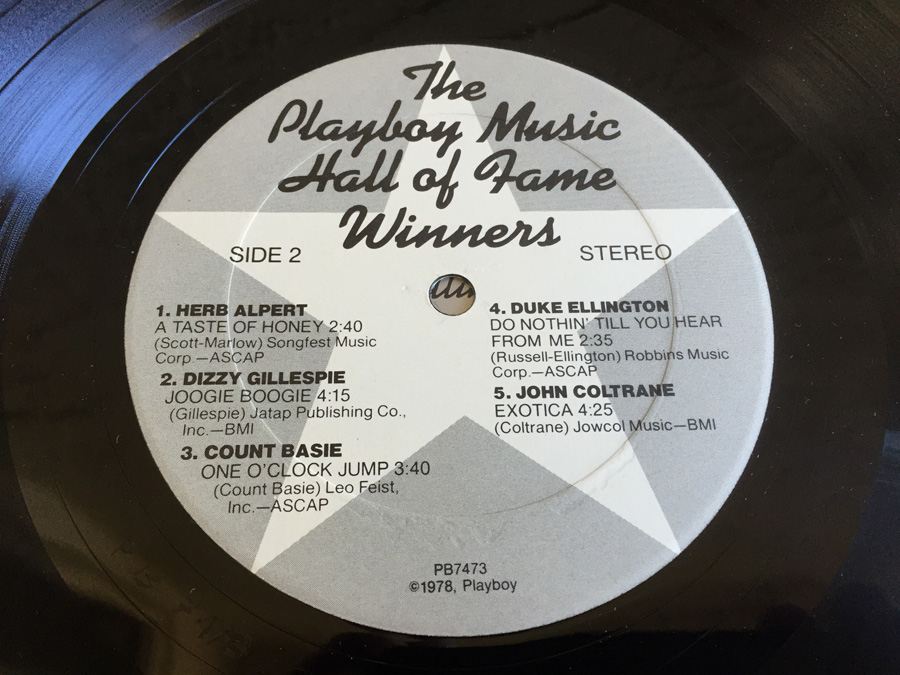 The
Playboy Music
Hall of Fame
Winners
SIDE 2
STEREO
1. HERB ALPERT
A TASTE OF HONEY 2:40
(Scott-Marlow) Songfest Music
Corp.—ASCAP
2. DIZZY GILLESPIE
JOOGIE BOOGIE 4:15
(Gillespie) Jatap Publishing Co.,
Inc.—BMI
3. COUNT BASIE
ONE O'CLOCK JUMP 3:40
(Count Basie) Leo Feist,
Inc.—ASCAP
4. DUKE ELLINGTON
DO NOTHIN' TILL YOU HEAR
FROM ME 2:35
(Russell-Ellington) Robbins Music
Corp.—ASCAP
5. JOHN COLTRANE
EXOTICA 4:25
(Coltrane) Jowcol Music—BMI
PB7473
©1978, Playboy